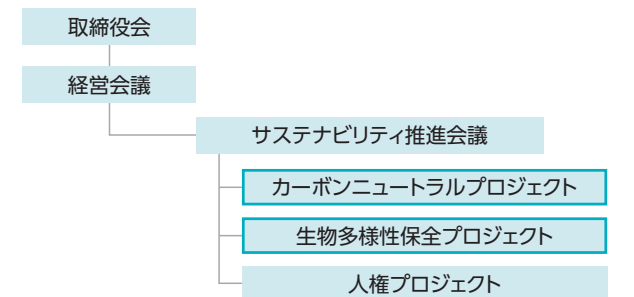 取締役会
経営会議
サステナビリティ推進会議
カーボンニュートラルプロジェクト
生物多様性保全プロジェクト
人権プロジェクト